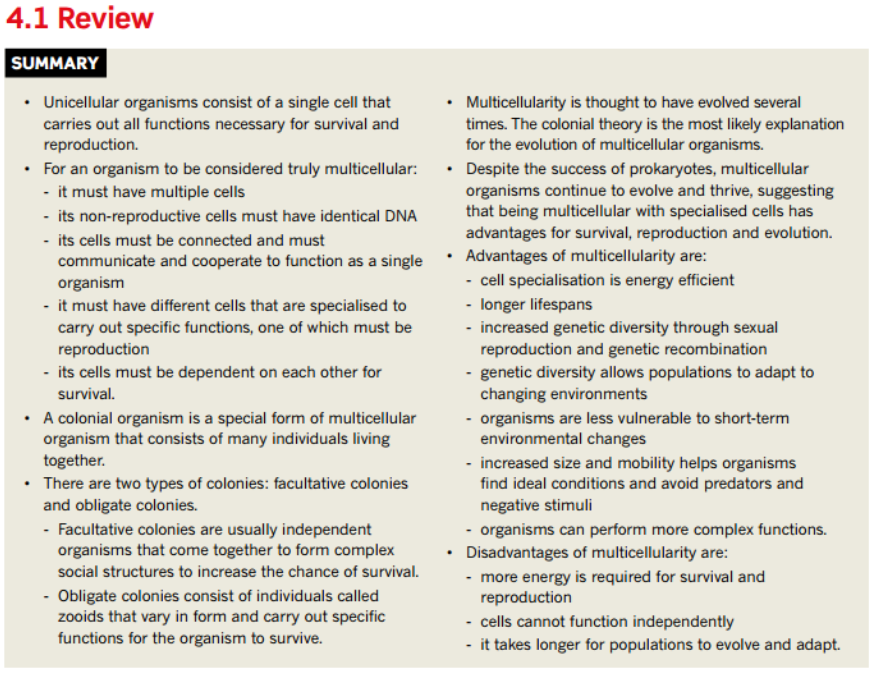 4.1 Review
SUMMARY
• Unicellular organisms consist of a single cell that
carries out all functions necessary for survival and
reproduction.
• For an organism to be considered truly multicellular:
- it must have multiple cells
- its non-reproductive cells must have identical DNA
- its cells must be connected and must
communicate and cooperate to function as a single
organism
- it must have different cells that are specialised to
carry out specific functions, one of which must be
reproduction
- its cells must be dependent on each other for
survival.
• A colonial organism is a special form of multicellular
organism that consists of many individuals living
together.
• There are two types of colonies: facultative colonies
and obligate colonies.
- Facultative colonies are usually independent
organisms that come together to form complex
social structures to increase the chance of survival.
- Obligate colonies consist of individuals called
zooids that vary in form and carry out specific
functions for the organism to survive.
• Multicellularity is thought to have evolved several
times. The colonial theory is the most likely explanation
for the evolution of multicellular organisms.
• Despite the success of prokaryotes, multicellular
organisms continue to evolve and thrive, suggesting
that being multicellular with specialised cells has
advantages for survival, reproduction and evolution.
• Advantages of multicellularity are:
- cell specialisation is energy efficient
- longer lifespans
- increased genetic diversity through sexual
reproduction and genetic recombination
- genetic diversity allows populations to adapt to
changing environments
- organisms are less vulnerable to short-term
environmental changes
- increased size and mobility helps organisms
find ideal conditions and avoid predators and
negative stimuli
- organisms can perform more complex functions.
• Disadvantages of multicellularity are:
- more energy is required for survival and
reproduction
- cells cannot function independently
- it takes longer for populations to evolve and adapt.